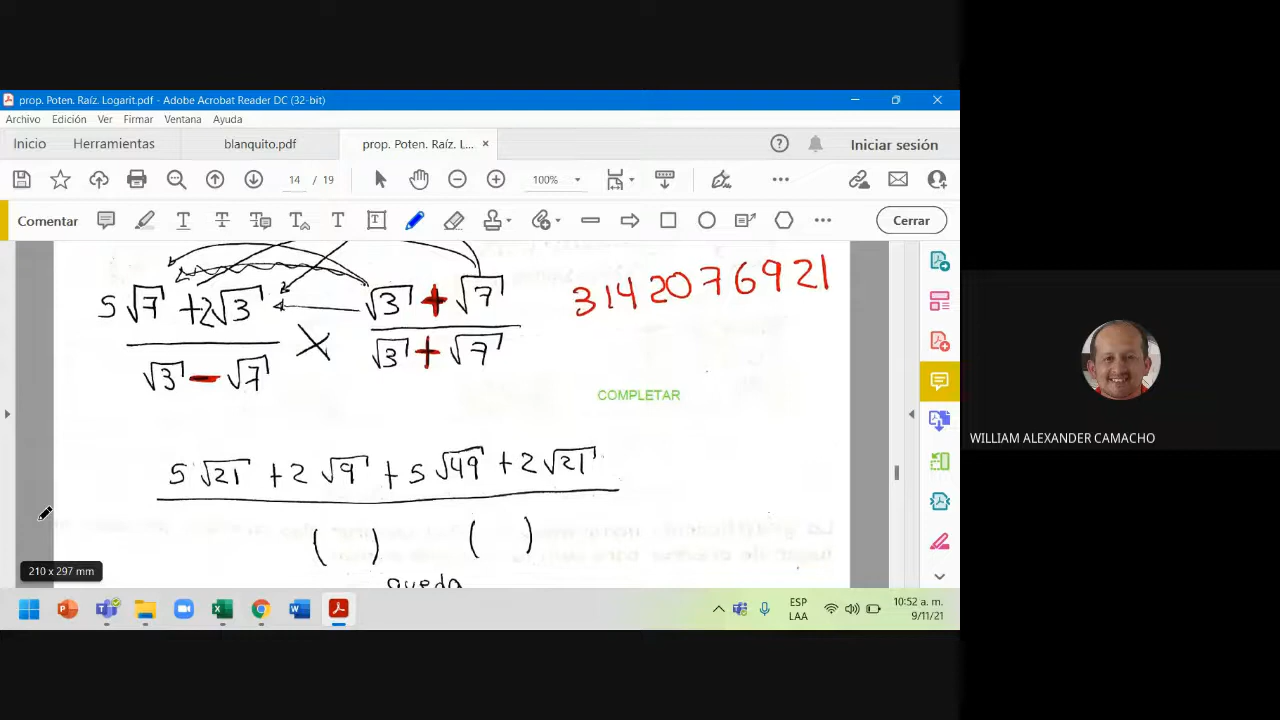 prop. Poten. Raíz. Logarit.pdf - Adobe Acrobat Reader DC (32-bit)
Archivo Edición Ver Firmar Ventana Ayuda
Inicio Herramientas blanquito.pdf prop. Poten. Raíz. L... × Iniciar sesión
14 / 19 100%
Comentar Cerrar
5√7 + 2√3 √3 + √7 3142076921
√3 - √7 X √3 + √7
COMPLETAR
5√21 + 2√9 + 5√49 + 2√21
( ) ( )
queda
210 x 297 mm
WILLIAM ALEXANDER CAMACHO
ESP 10:52 a. m.
LAA 9/11/21